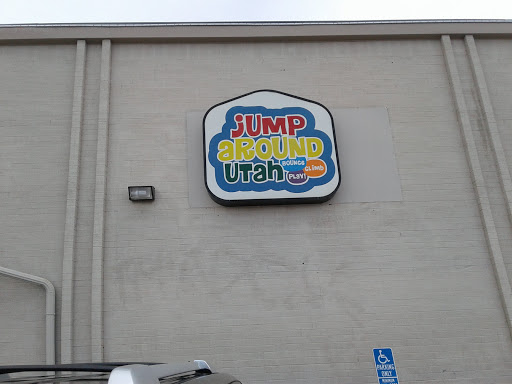 JUMP
AROUND
UTAH
BOUNCE
CLIMB
PLAY!
PARKING
ONLY